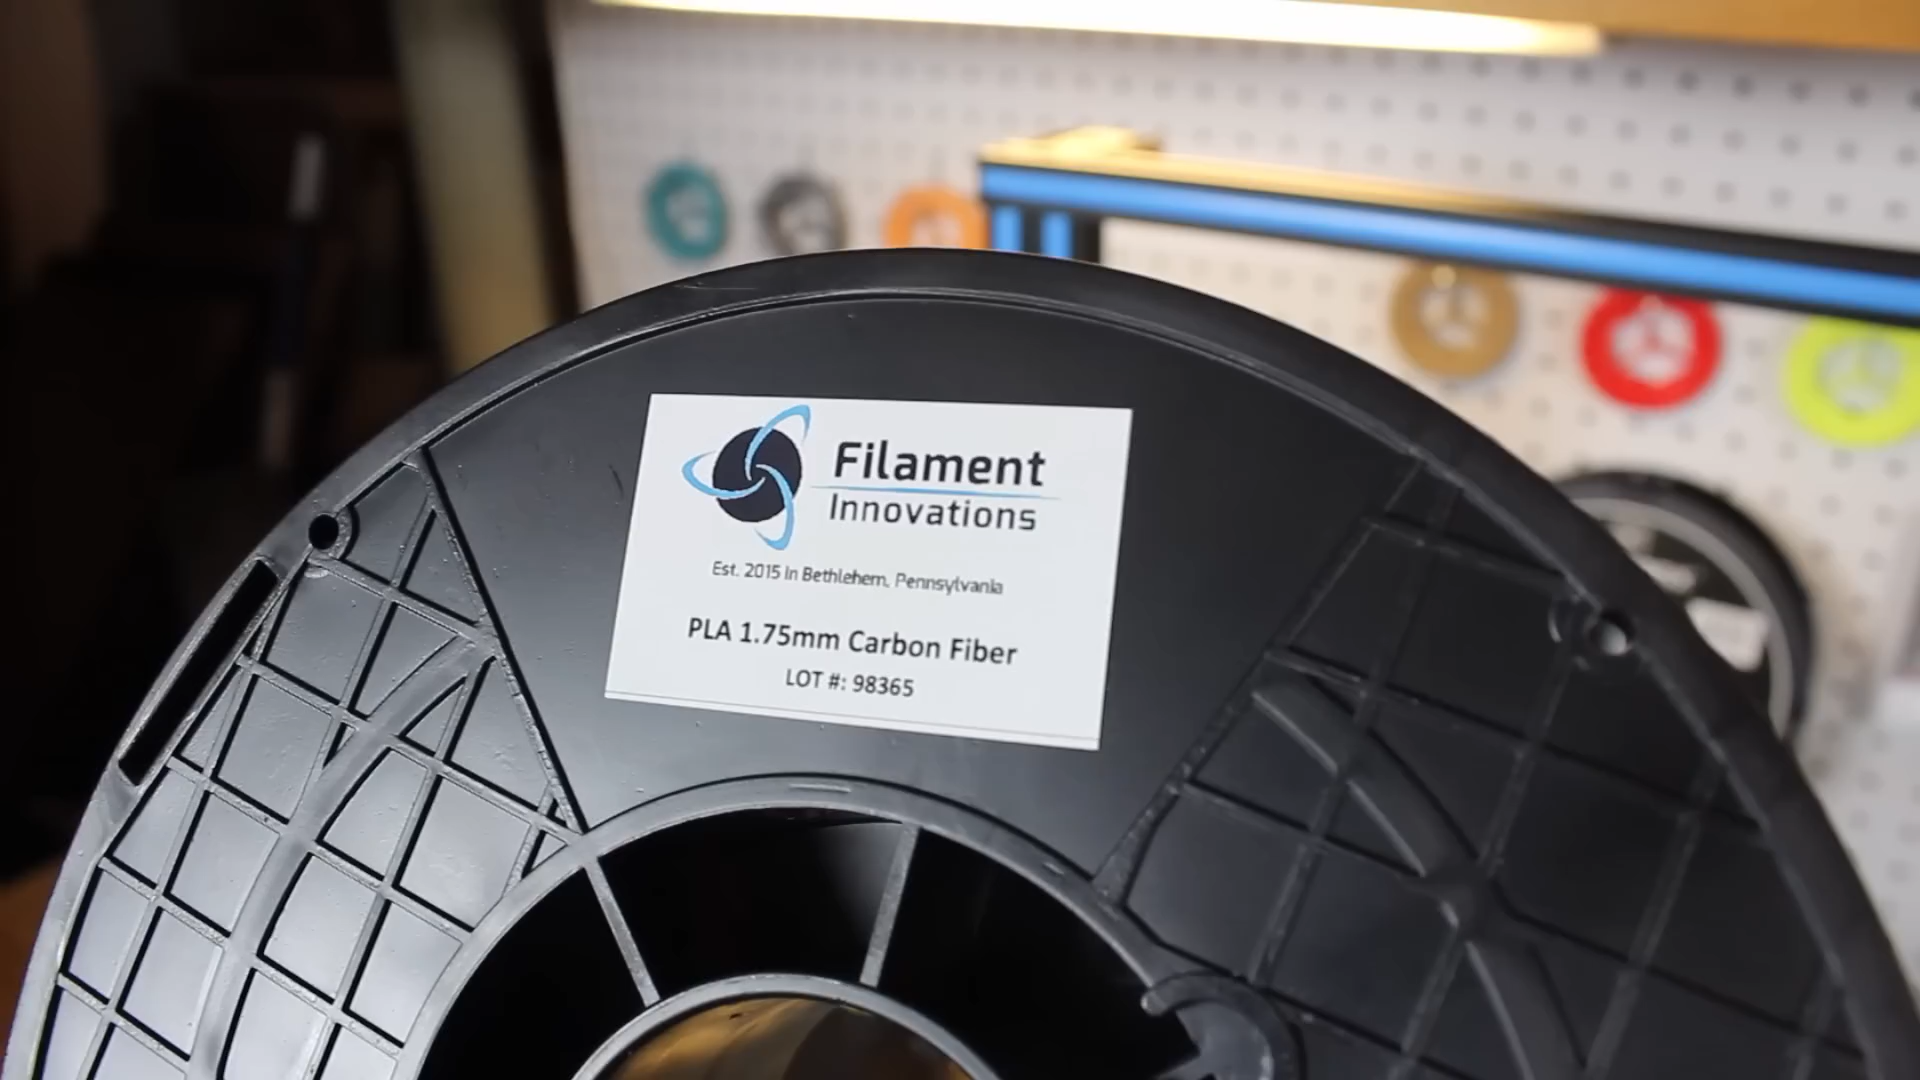 Filament
Innovations
Est. 2015 in Bethlehem, Pennsylvania
PLA 1.75mm Carbon Fiber
LOT #: 98365